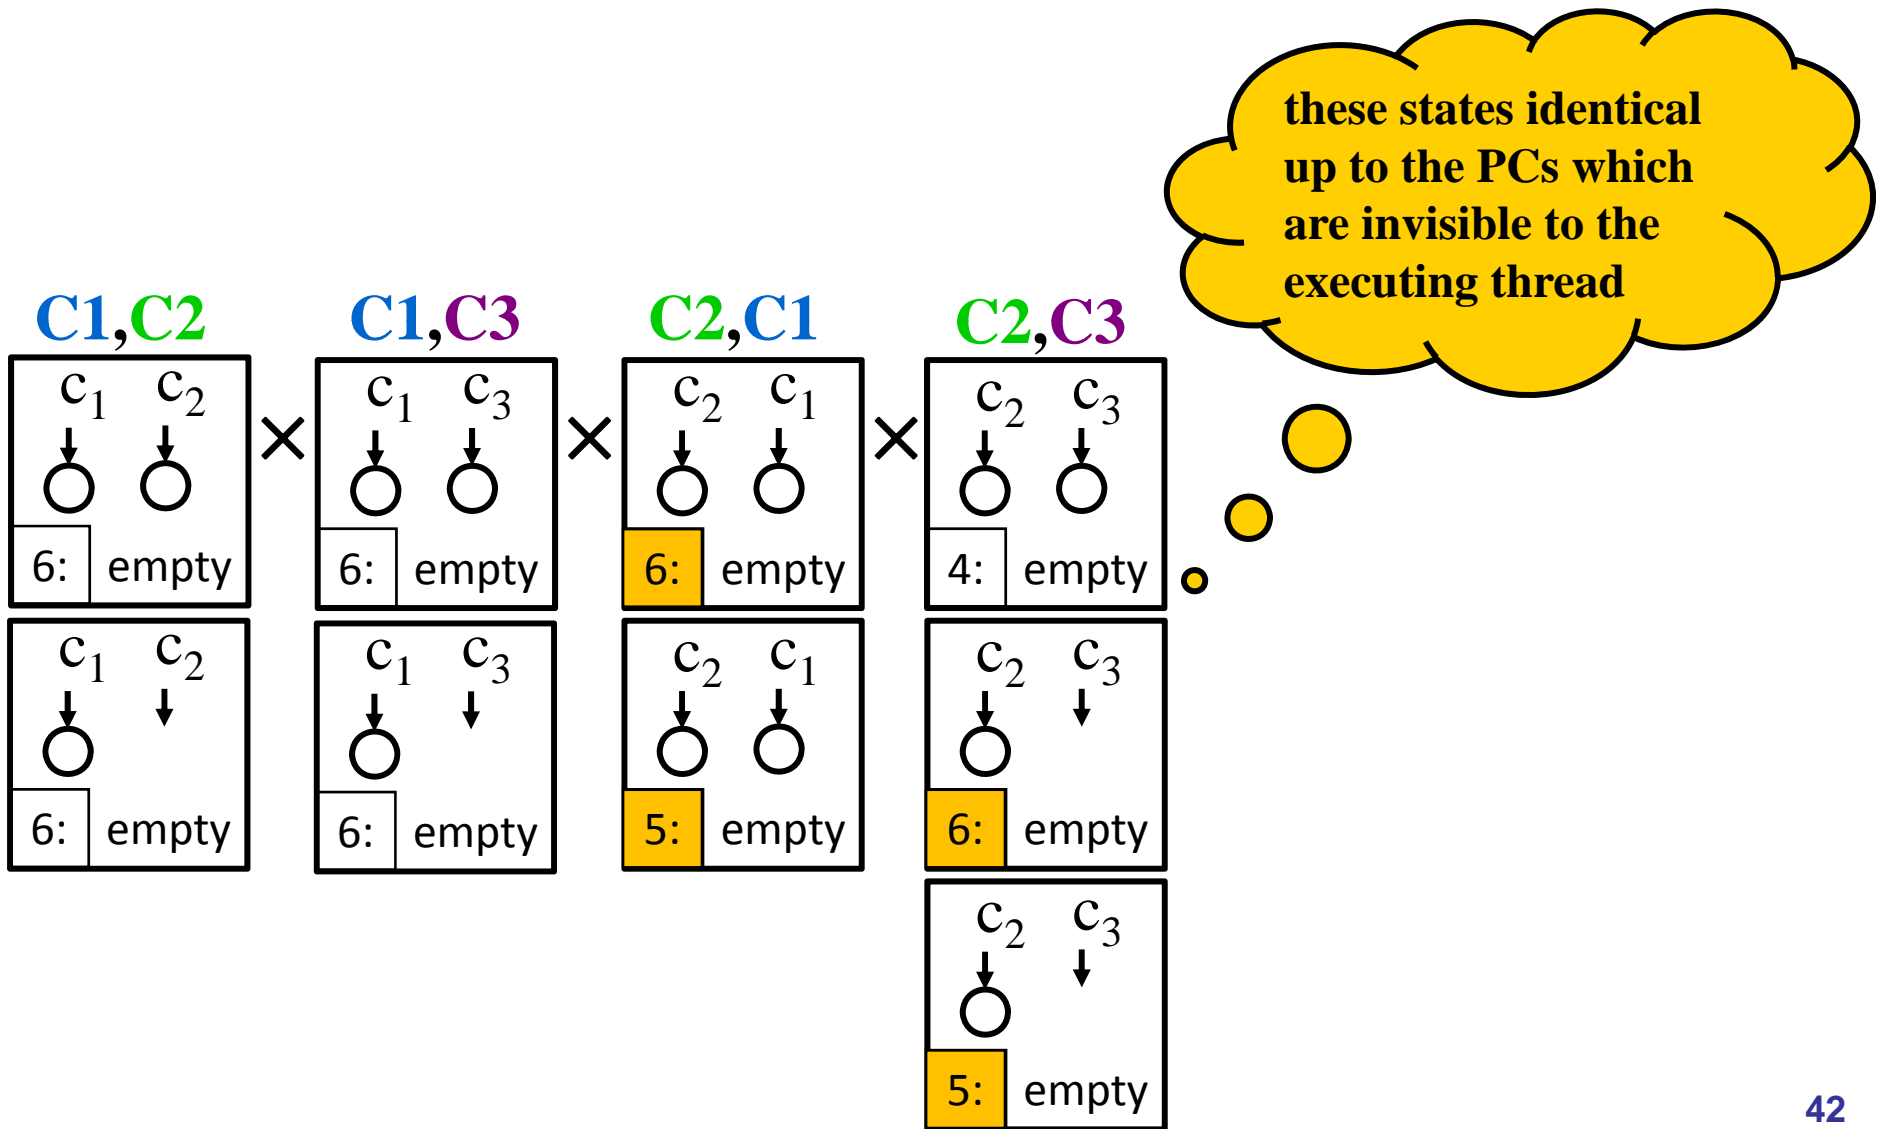 these states identical
up to the PCs which
are invisible to the
executing thread
C1,C2 C1,C3 C2,C1 C2,C3
c₁ c₂ × c₁ c₃ × c₂ c₁ × c₂ c₃
6: empty 6: empty 6: empty 4: empty
c₁ c₂ c₁ c₃ c₂ c₁ c₂ c₃
6: empty 6: empty 5: empty 6: empty
c₂ c₃
5: empty
42